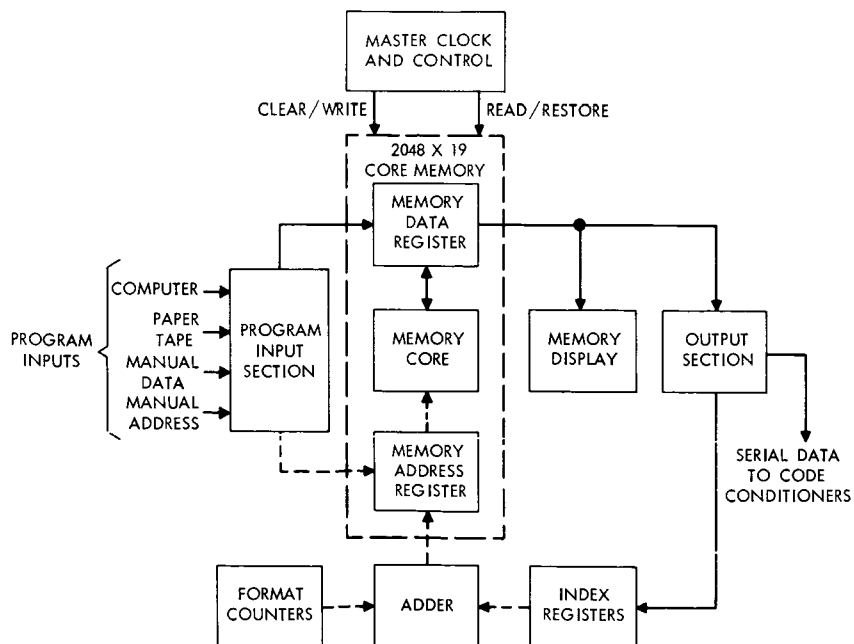 MASTER CLOCK
AND CONTROL
CLEAR/WRITE
READ/RESTORE
2048 X 19
CORE MEMORY
MEMORY
DATA
REGISTER
COMPUTER
PAPER
TAPE
MANUAL
DATA
MANUAL
ADDRESS
PROGRAM
INPUTS
PROGRAM
INPUT
SECTION
MEMORY
CORE
MEMORY
DISPLAY
OUTPUT
SECTION
MEMORY
ADDRESS
REGISTER
SERIAL DATA
TO CODE
CONDITIONERS
FORMAT
COUNTERS
ADDER
INDEX
REGISTERS